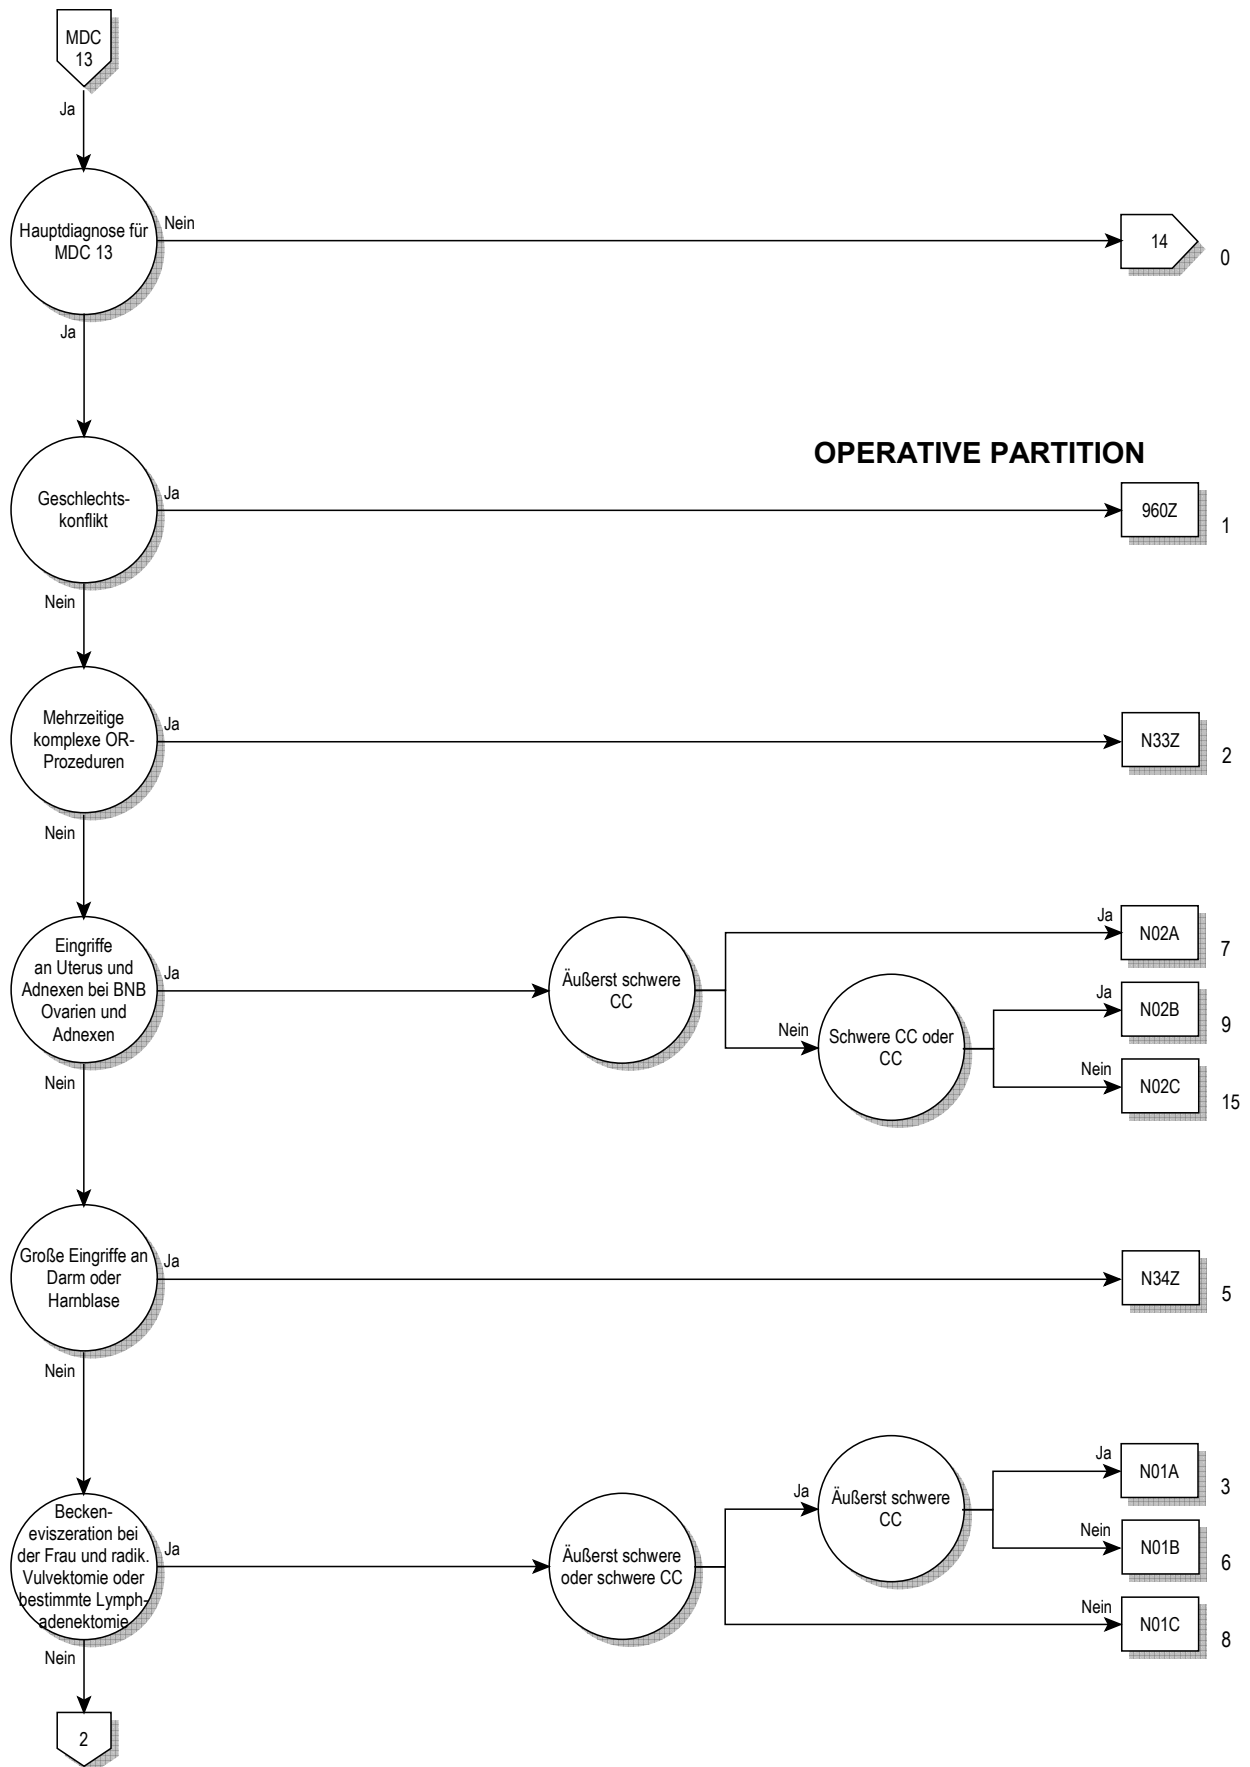 MDC
13
Ja
Hauptdiagnose für
MDC 13
Nein
14
0
Ja
OPERATIVE PARTITION
Geschlechts-
konflikt
Ja
960Z
1
Nein
Mehrzeitige
komplexe OR-
Prozeduren
Ja
N33Z
2
Nein
Eingriffe
an Uterus und
Adnexen bei BNB
Ovarien und
Adnexen
Ja
Äußerst schwere
CC
Ja
N02A
7
Nein
Schwere CC oder
CC
Ja
N02B
9
Nein
N02C
15
Nein
Große Eingriffe an
Darm oder
Harnblase
Ja
N34Z
5
Nein
Becken-
eviszeration bei
der Frau und radik.
Vulvektomie oder
bestimmte Lymph-
adenektomie
Ja
Äußerst schwere
oder schwere CC
Ja
Äußerst schwere
CC
Ja
N01A
3
Nein
N01B
6
Nein
N01C
8
Nein
2